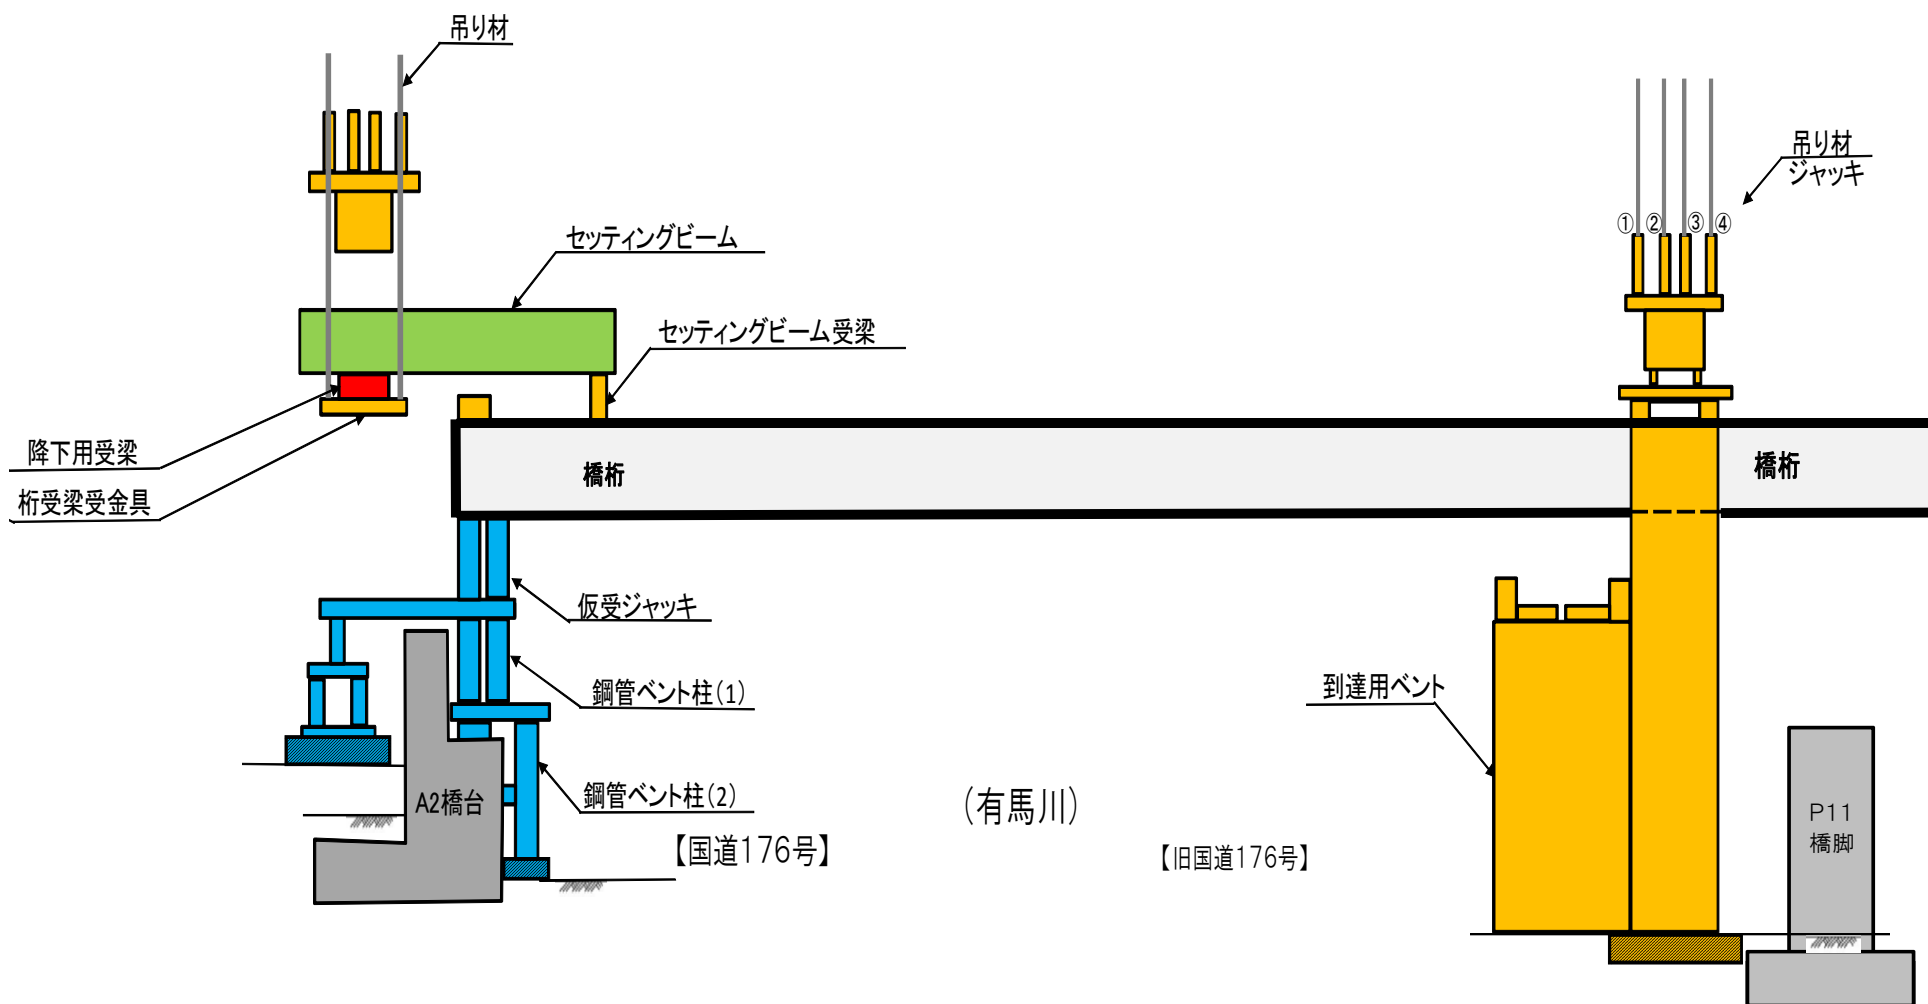 吊り材
吊り材
ジャッキ
① ② ③ ④
セッティングビーム
セッティングビーム受梁
降下用受梁
桁受梁受金具
橋桁
橋桁
仮受ジャッキ
鋼管ベント柱(1)
到達用ベント
鋼管ベント柱(2)
A2橋台
(有馬川)
【国道176号】
【旧国道176号】
P11
橋脚